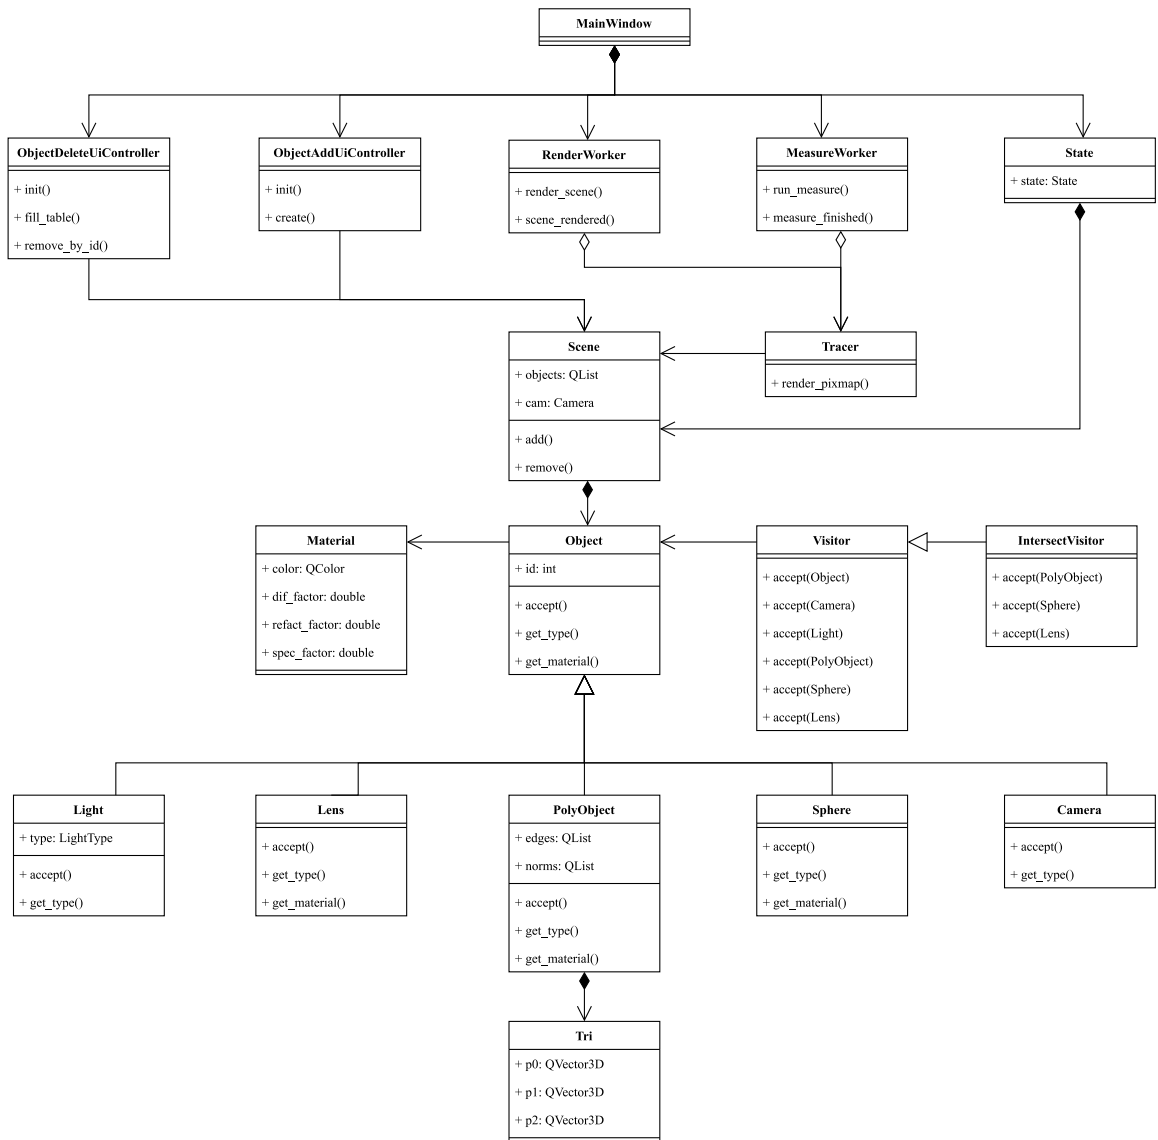 MainWindow
ObjectDeleteUiController
+ init()
+ fill_table()
+ remove_by_id()
ObjectAddUiController
+ init()
+ create()
RenderWorker
+ render_scene()
+ scene_rendered()
MeasureWorker
+ run_measure()
+ measure_finished()
State
+ state: State
Scene
+ objects: QList
+ cam: Camera
+ add()
+ remove()
Tracer
+ render_pixmap()
Material
+ color: QColor
+ dif_factor: double
+ refact_factor: double
+ spec_factor: double
Object
+ id: int
+ accept()
+ get_type()
+ get_material()
Visitor
+ accept(Object)
+ accept(Camera)
+ accept(Light)
+ accept(PolyObject)
+ accept(Sphere)
+ accept(Lens)
IntersectVisitor
+ accept(PolyObject)
+ accept(Sphere)
+ accept(Lens)
Light
+ type: LightType
+ accept()
+ get_type()
Lens
+ accept()
+ get_type()
+ get_material()
PolyObject
+ edges: QList
+ norms: QList
+ accept()
+ get_type()
+ get_material()
Sphere
+ accept()
+ get_type()
+ get_material()
Camera
+ accept()
+ get_type()
Tri
+ p0: QVector3D
+ p1: QVector3D
+ p2: QVector3D